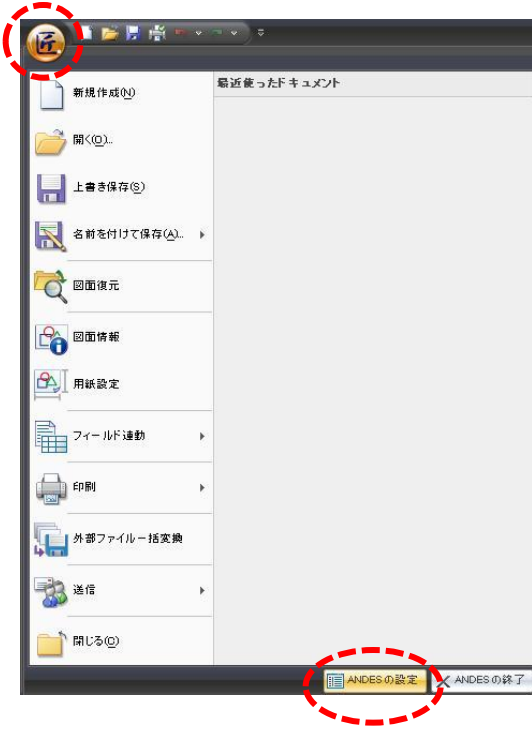 匠
最近使ったドキュメント
新規作成(N)
開く(O)...
上書き保存(S)
名前を付けて保存(A)...
図面復元
図面情報
用紙設定
フィールド連動
印刷
外部ファイル一括変換
送信
閉じる(C)
ANDESの設定
ANDESの終了